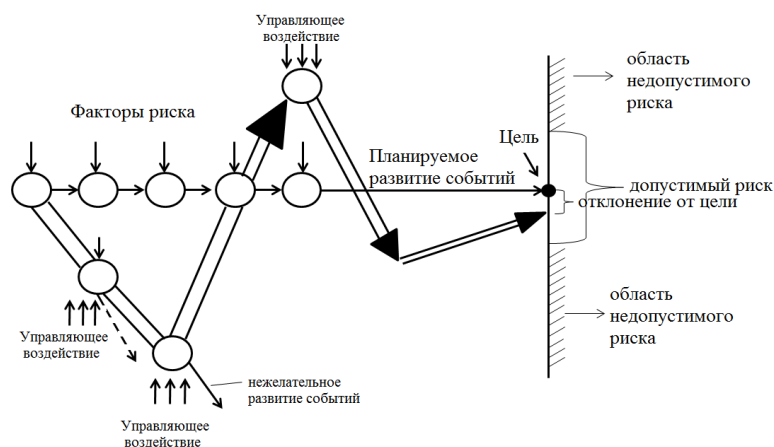 Управляющее
воздействие
Факторы риска
область
недопустимого
риска
Цель
Планируемое
развитие событий
допустимый риск
отклонение от цели
Управляющее
воздействие
область
недопустимого
риска
нежелательное
развитие событий
Управляющее
воздействие